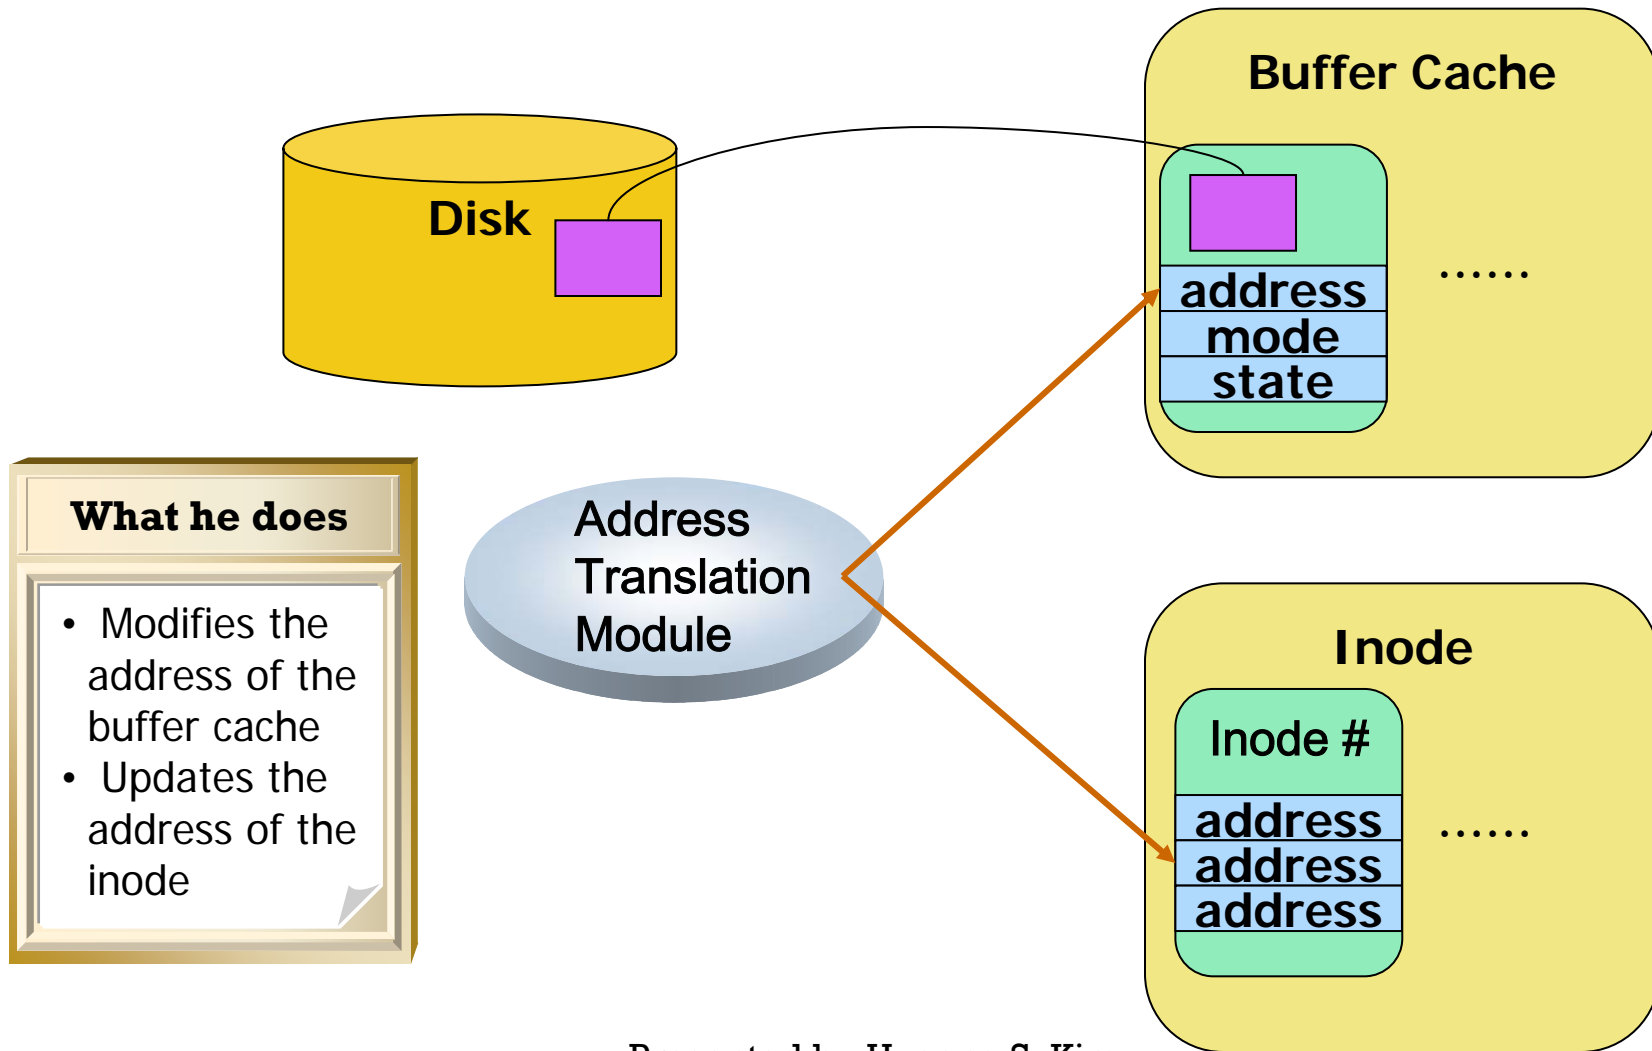 Buffer Cache
Disk
......
address
mode
state
What he does
• Modifies the
address of the
buffer cache
• Updates the
address of the
inode
Address
Translation
Module
Inode
Inode #
address
......
address
address